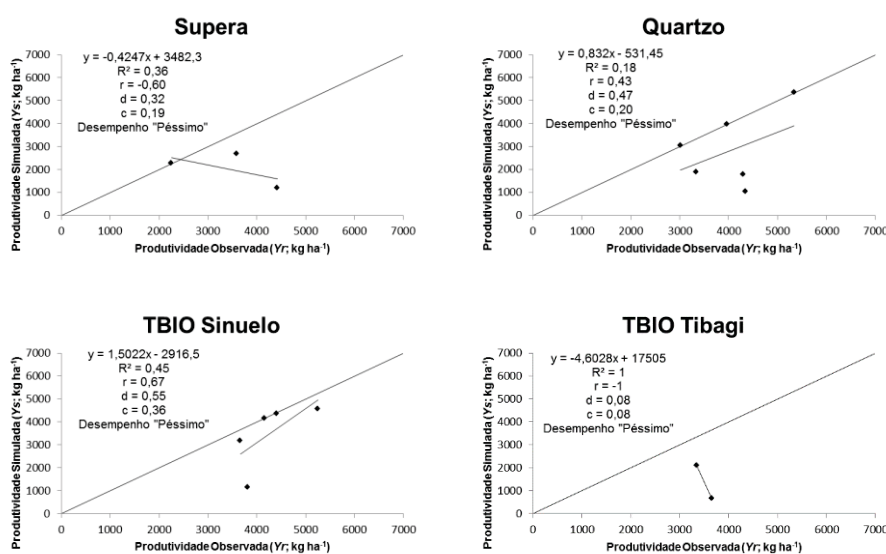 Supera
y = -0,4247x + 3482,3
R² = 0,36
r = -0,60
d = 0,32
c = 0,19
Desempenho "Péssimo"
Produtividade Simulada (Ys; kg ha⁻¹)
7000
6000
5000
4000
3000
2000
1000
0
0 1000 2000 3000 4000 5000 6000 7000
Produtividade Observada (Yr; kg ha⁻¹)
Quartzo
y = 0,832x - 531,45
R² = 0,18
r = 0,43
d = 0,47
c = 0,20
Desempenho "Péssimo"
Produtividade Simulada (Ys; kg ha⁻¹)
7000
6000
5000
4000
3000
2000
1000
0
0 1000 2000 3000 4000 5000 6000 7000
Produtividade Observada (Yr; kg ha⁻¹)
TBIO Sinuelo
y = 1,5022x - 2916,5
R² = 0,45
r = 0,67
d = 0,55
c = 0,36
Desempenho "Péssimo"
Produtividade Simulada (Ys; kg ha⁻¹)
7000
6000
5000
4000
3000
2000
1000
0
0 1000 2000 3000 4000 5000 6000 7000
Produtividade Observada (Yr; kg ha⁻¹)
TBIO Tibagi
y = -4,6028x + 17505
R² = 1
r = -1
d = 0,08
c = 0,08
Desempenho "Péssimo"
Produtividade Simulada (Ys; kg ha⁻¹)
7000
6000
5000
4000
3000
2000
1000
0
0 1000 2000 3000 4000 5000 6000 7000
Produtividade Observada (Yr; kg ha⁻¹)